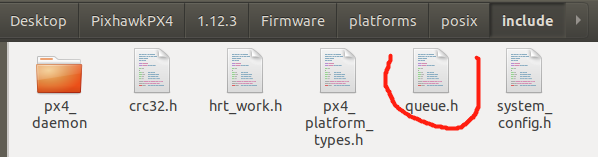 Desktop PixhawkPX4 1.12.3 Firmware platforms posix include
px4_
daemon
crc32.h
hrt_work.h
px4_
platform_
types.h
queue.h
system_
config.h